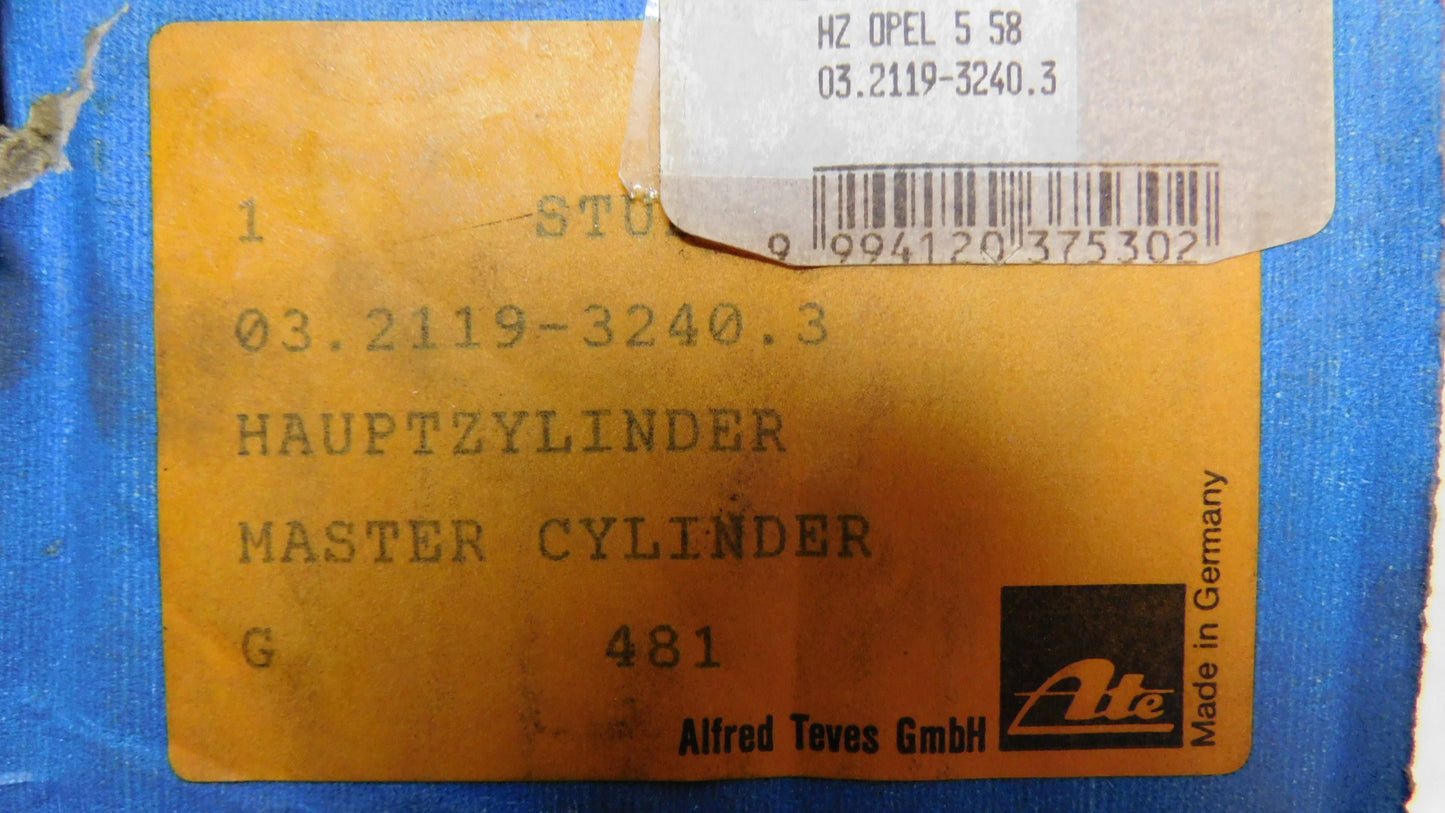 HZ OPEL 5 58
03.2119-3240.3
9 994120 375302
1
03.2119-3240.3
HAUPTZYLINDER
MASTER CYLINDER
G 481
Alfred Teves GmbH
Ate
Made in Germany